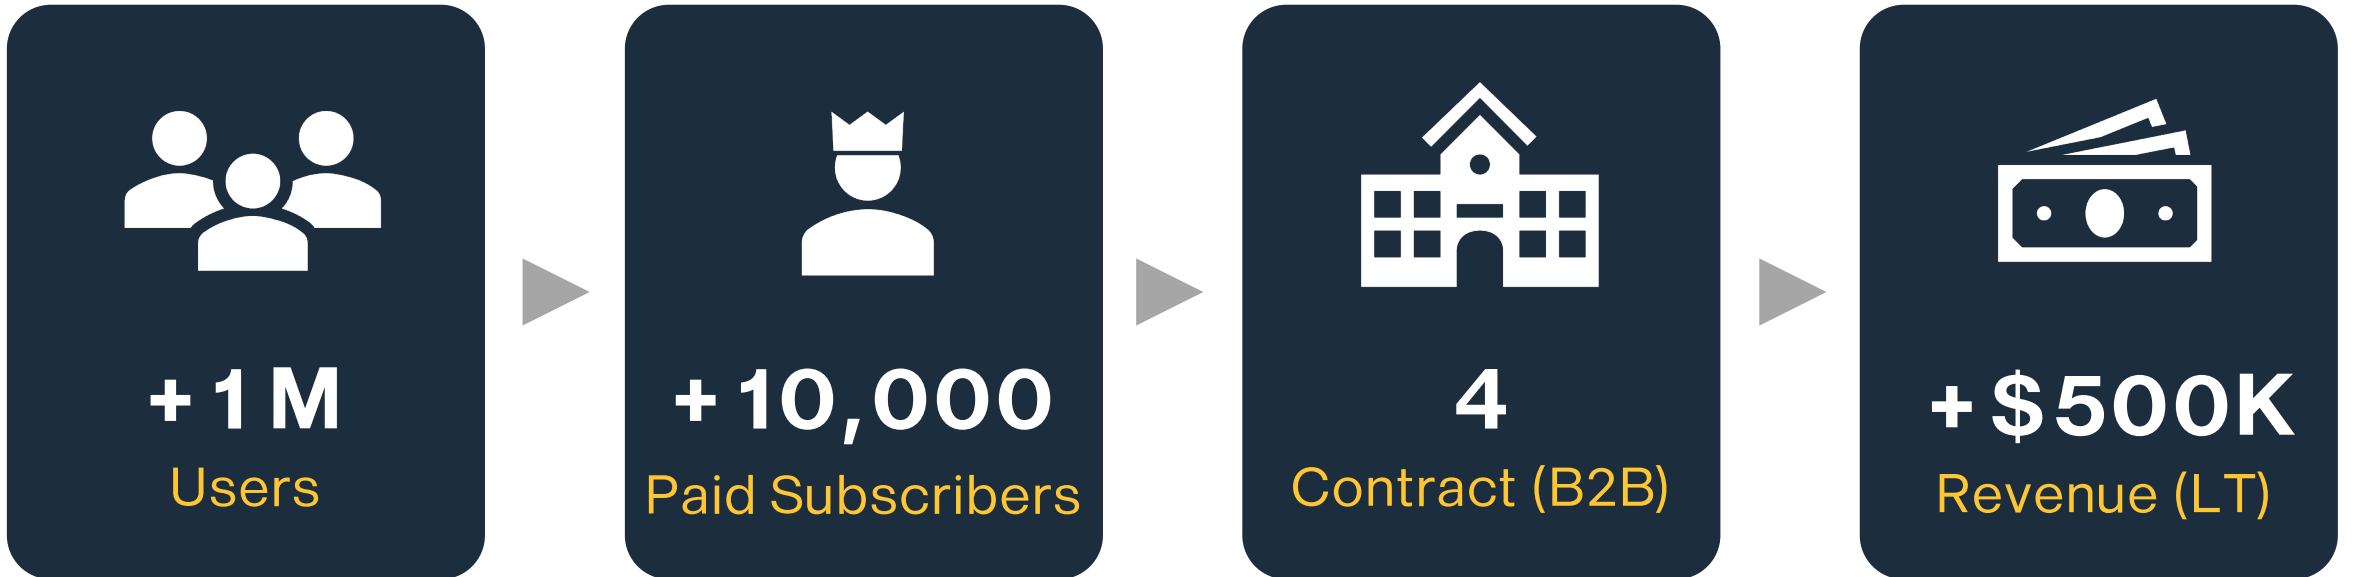 +1M
Users
+10,000
Paid Subscribers
4
Contract (B2B)
+$500K
Revenue (LT)